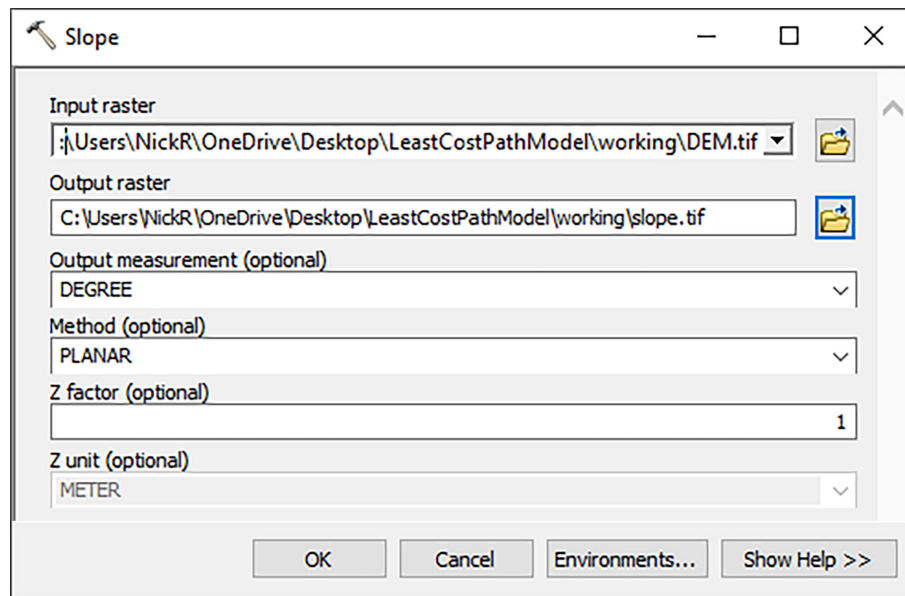 Slope
Input raster
:\Users\NickR\OneDrive\Desktop\LeastCostPathModel\working\DEM.tif
Output raster
C:\Users\NickR\OneDrive\Desktop\LeastCostPathModel\working\slope.tif
Output measurement (optional)
DEGREE
Method (optional)
PLANAR
Z factor (optional)
1
Z unit (optional)
METER
OK Cancel Environments... Show Help >>